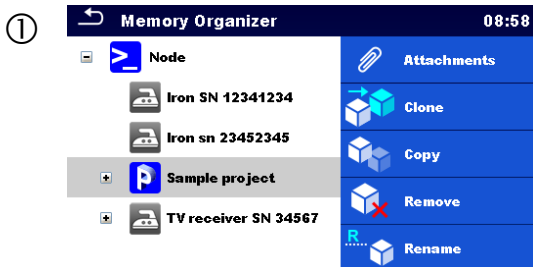 ①
Memory Organizer 08:58
Node
Attachments
Iron SN 12341234
Clone
Iron sn 23452345
Copy
Sample project
Remove
TV receiver SN 34567
R...
Rename